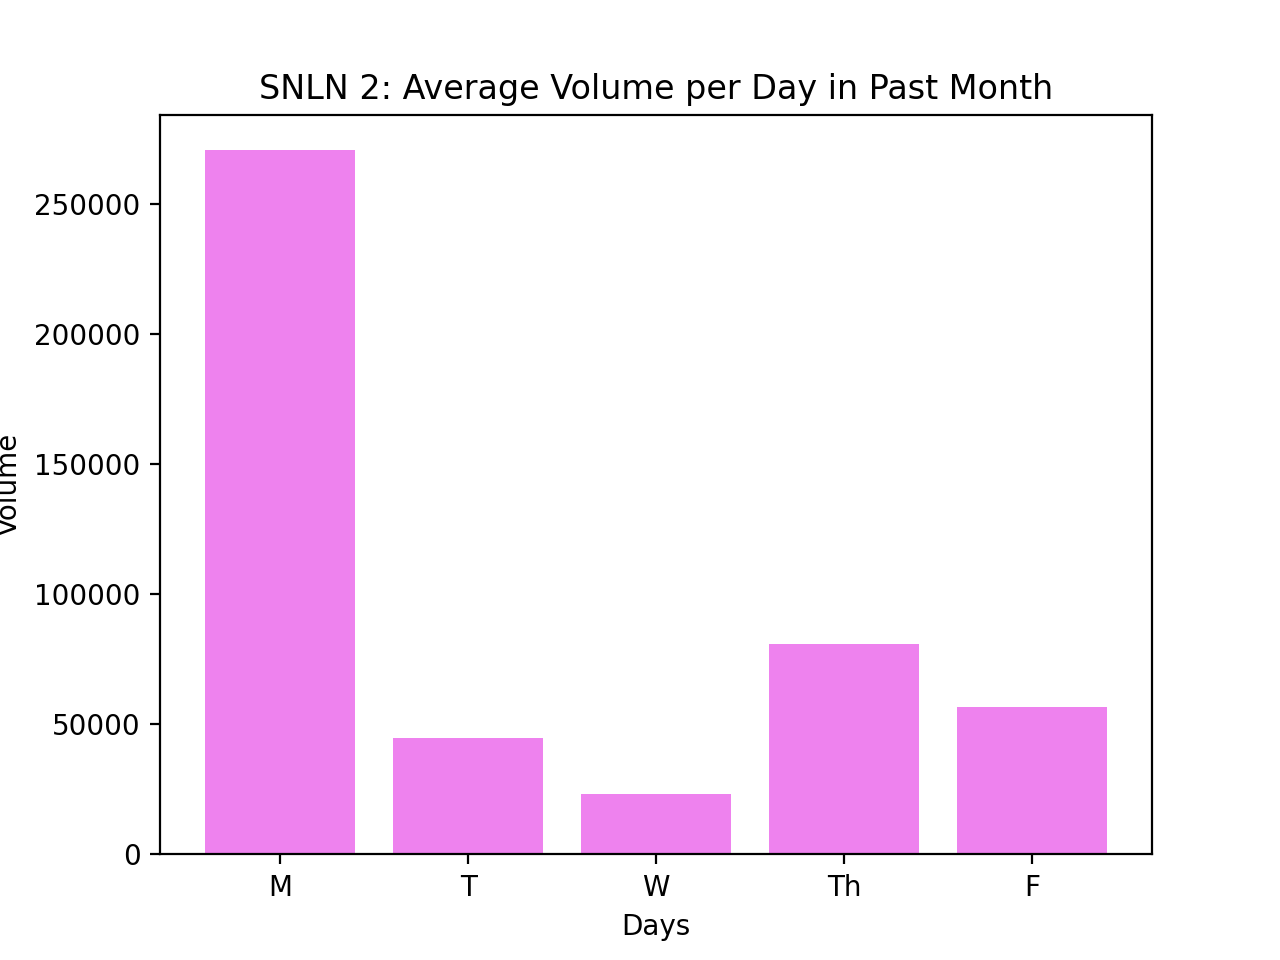 SNLN 2: Average Volume per Day in Past Month
Volume
250000
200000
150000
100000
50000
0
M T W Th F
Days